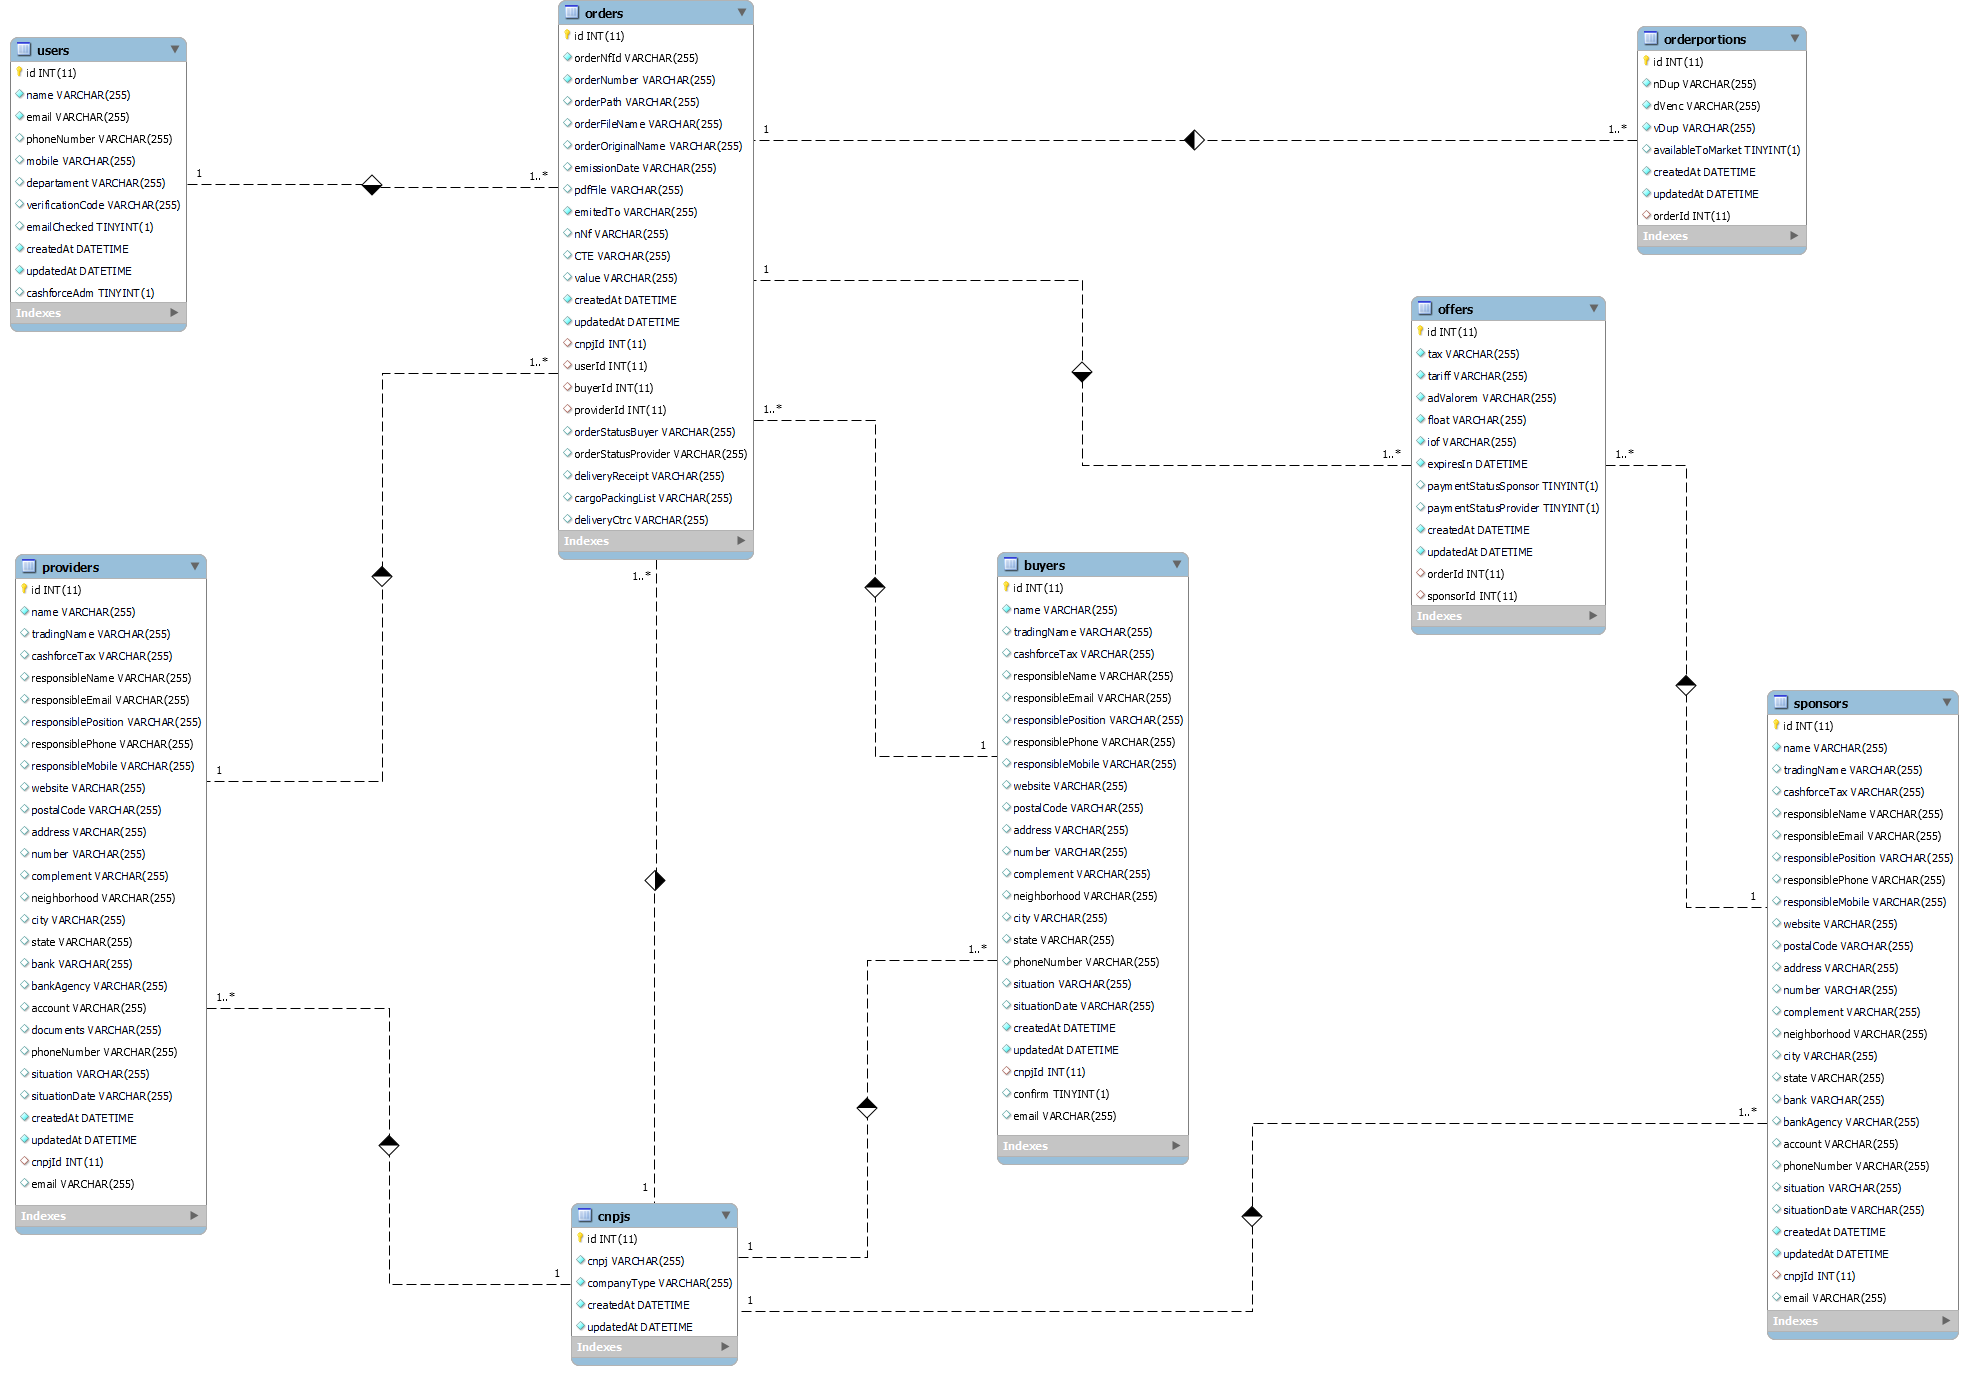 users
id INT(11)
name VARCHAR(255)
email VARCHAR(255)
phoneNumber VARCHAR(255)
mobile VARCHAR(255)
departament VARCHAR(255)
verificationCode VARCHAR(255)
emailChecked TINYINT(1)
createdAt DATETIME
updatedAt DATETIME
cashforceAdm TINYINT(1)
Indexes
1
1..*
orders
id INT(11)
orderNfId VARCHAR(255)
orderNumber VARCHAR(255)
orderPath VARCHAR(255)
orderFileName VARCHAR(255)
orderOriginalName VARCHAR(255)
emissionDate VARCHAR(255)
pdfFile VARCHAR(255)
emitedTo VARCHAR(255)
nNf VARCHAR(255)
CTE VARCHAR(255)
value VARCHAR(255)
createdAt DATETIME
updatedAt DATETIME
cnpjId INT(11)
userId INT(11)
buyerId INT(11)
providerId INT(11)
orderStatusBuyer VARCHAR(255)
orderStatusProvider VARCHAR(255)
deliveryReceipt VARCHAR(255)
cargoPackingList VARCHAR(255)
deliveryCtrc VARCHAR(255)
Indexes
1
1..*
orderportions
id INT(11)
nDup VARCHAR(255)
dVenc VARCHAR(255)
vDup VARCHAR(255)
availableToMarket TINYINT(1)
createdAt DATETIME
updatedAt DATETIME
orderId INT(11)
Indexes
1
1..*
offers
id INT(11)
tax VARCHAR(255)
tariff VARCHAR(255)
adValorem VARCHAR(255)
float VARCHAR(255)
iof VARCHAR(255)
expiresIn DATETIME
paymentStatusSponsor TINYINT(1)
paymentStatusProvider TINYINT(1)
createdAt DATETIME
updatedAt DATETIME
orderId INT(11)
sponsorId INT(11)
Indexes
1..*
1
1..*
1
1..*
1
1..*
1
providers
id INT(11)
name VARCHAR(255)
tradingName VARCHAR(255)
cashforceTax VARCHAR(255)
responsibleName VARCHAR(255)
responsibleEmail VARCHAR(255)
responsiblePosition VARCHAR(255)
responsiblePhone VARCHAR(255)
responsibleMobile VARCHAR(255)
website VARCHAR(255)
postalCode VARCHAR(255)
address VARCHAR(255)
number VARCHAR(255)
complement VARCHAR(255)
neighborhood VARCHAR(255)
city VARCHAR(255)
state VARCHAR(255)
bank VARCHAR(255)
bankAgency VARCHAR(255)
account VARCHAR(255)
documents VARCHAR(255)
phoneNumber VARCHAR(255)
situation VARCHAR(255)
situationDate VARCHAR(255)
createdAt DATETIME
updatedAt DATETIME
cnpjId INT(11)
email VARCHAR(255)
Indexes
1..*
1
buyers
id INT(11)
name VARCHAR(255)
tradingName VARCHAR(255)
cashforceTax VARCHAR(255)
responsibleName VARCHAR(255)
responsibleEmail VARCHAR(255)
responsiblePosition VARCHAR(255)
responsiblePhone VARCHAR(255)
responsibleMobile VARCHAR(255)
website VARCHAR(255)
postalCode VARCHAR(255)
address VARCHAR(255)
number VARCHAR(255)
complement VARCHAR(255)
neighborhood VARCHAR(255)
city VARCHAR(255)
state VARCHAR(255)
phoneNumber VARCHAR(255)
situation VARCHAR(255)
situationDate VARCHAR(255)
createdAt DATETIME
updatedAt DATETIME
cnpjId INT(11)
confirm TINYINT(1)
email VARCHAR(255)
Indexes
1..*
1
sponsors
id INT(11)
name VARCHAR(255)
tradingName VARCHAR(255)
cashforceTax VARCHAR(255)
responsibleName VARCHAR(255)
responsibleEmail VARCHAR(255)
responsiblePosition VARCHAR(255)
responsiblePhone VARCHAR(255)
responsibleMobile VARCHAR(255)
website VARCHAR(255)
postalCode VARCHAR(255)
address VARCHAR(255)
number VARCHAR(255)
complement VARCHAR(255)
neighborhood VARCHAR(255)
city VARCHAR(255)
state VARCHAR(255)
bank VARCHAR(255)
bankAgency VARCHAR(255)
account VARCHAR(255)
phoneNumber VARCHAR(255)
situation VARCHAR(255)
situationDate VARCHAR(255)
createdAt DATETIME
updatedAt DATETIME
cnpjId INT(11)
email VARCHAR(255)
Indexes
1..*
1
cnpjs
id INT(11)
cnpj VARCHAR(255)
companyType VARCHAR(255)
createdAt DATETIME
updatedAt DATETIME
Indexes